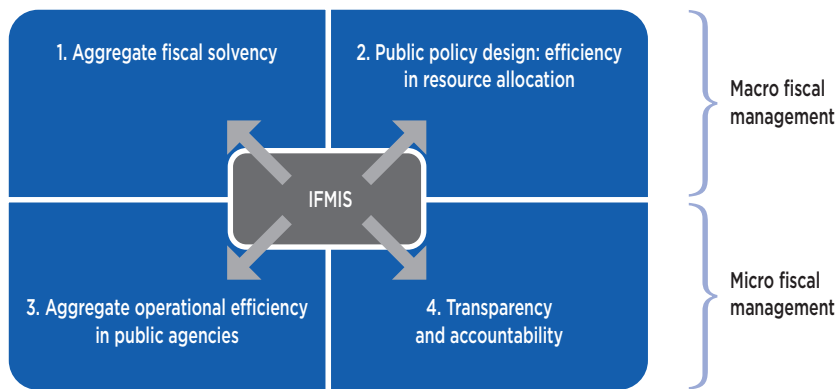 1. Aggregate fiscal solvency
2. Public policy design: efficiency
in resource allocation
Macro fiscal
management
IFMIS
3. Aggregate operational efficiency
in public agencies
4. Transparency
and accountability
Micro fiscal
management